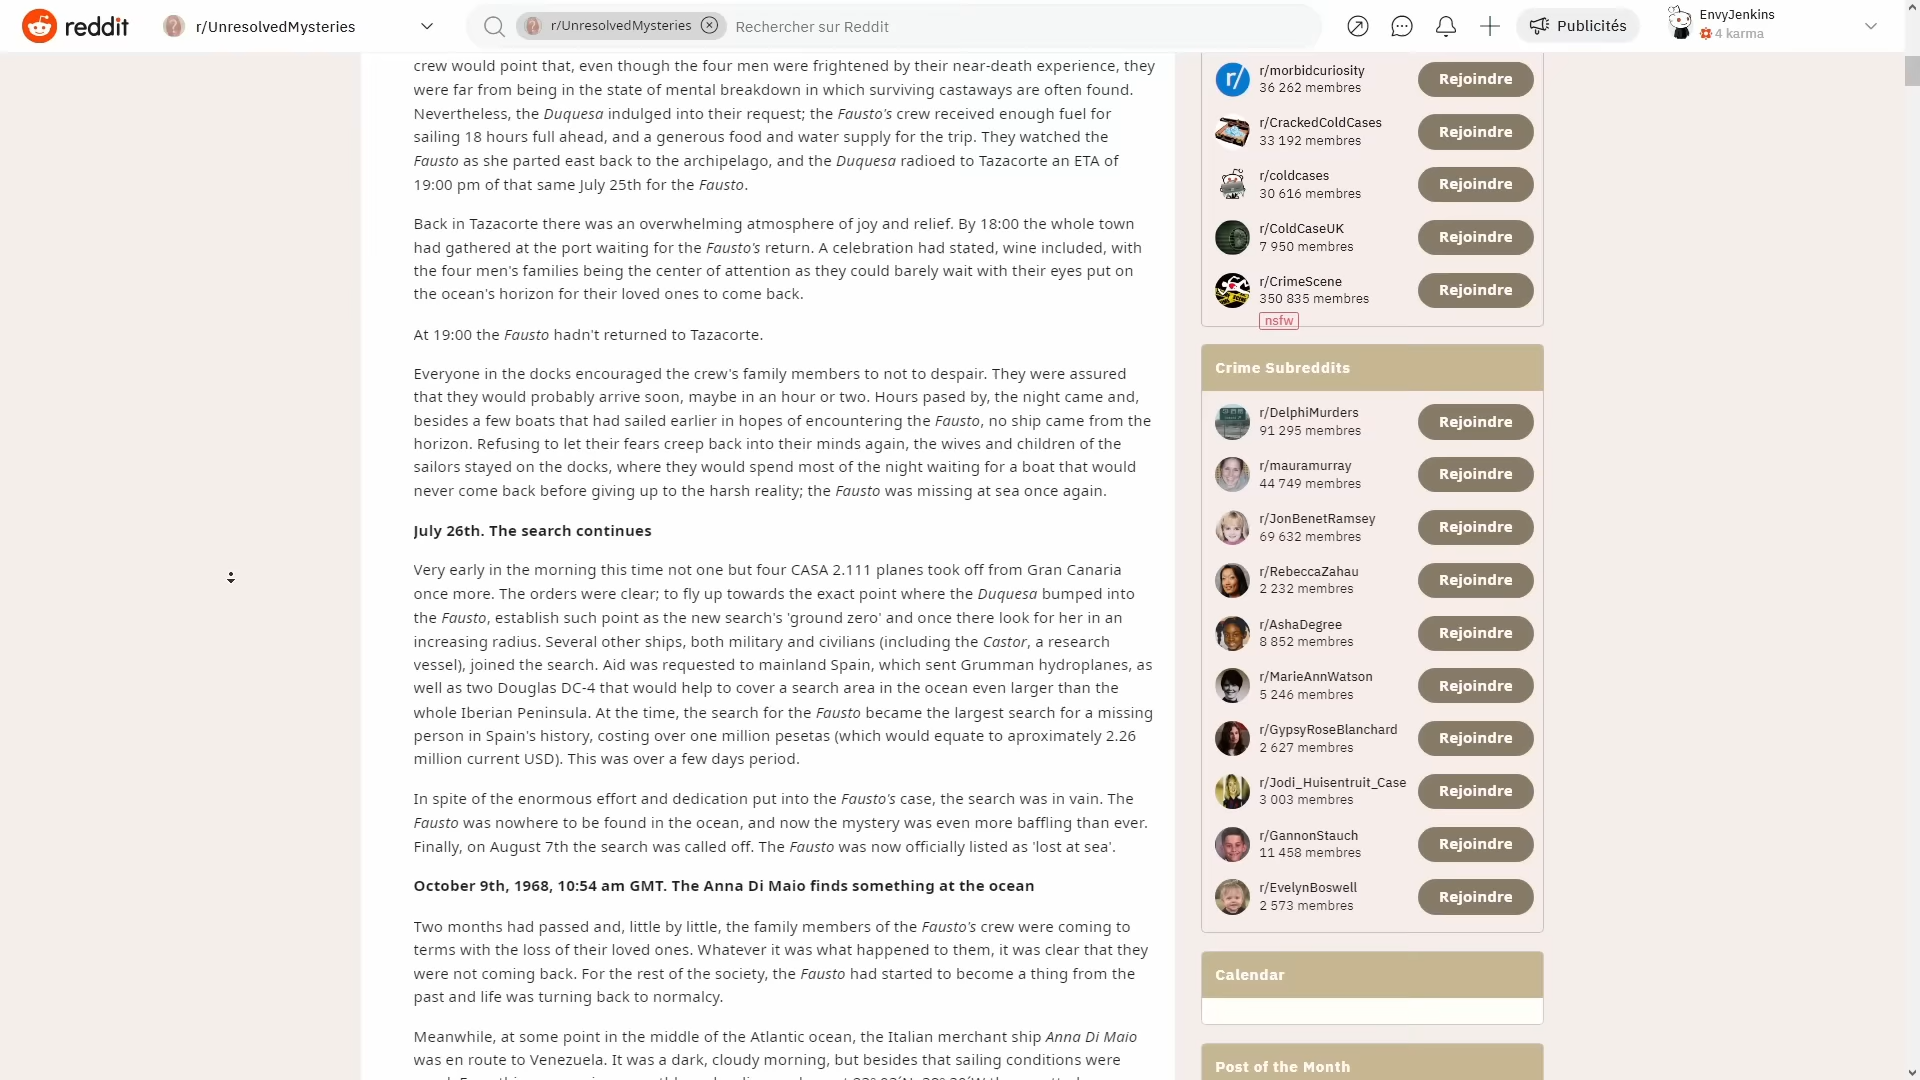 reddit
r/UnresolvedMysteries
r/UnresolvedMysteries
Rechercher sur Reddit
Publicités
EnvyJenkins
4 karma
crew would point that, even though the four men were frightened by their near-death experience, they
were far from being in the state of mental breakdown in which surviving castaways are often found.
Nevertheless, the Duquesa indulged into their request; the Fausto's crew received enough fuel for
sailing 18 hours full ahead, and a generous food and water supply for the trip. They watched the
Fausto as she parted east back to the archipelago, and the Duquesa radioed to Tazacorte an ETA of
19:00 pm of that same July 25th for the Fausto.
Back in Tazacorte there was an overwhelming atmosphere of joy and relief. By 18:00 the whole town
had gathered at the port waiting for the Fausto's return. A celebration had stated, wine included, with
the four men's families being the center of attention as they could barely wait with their eyes put on
the ocean's horizon for their loved ones to come back.
At 19:00 the Fausto hadn't returned to Tazacorte.
Everyone in the docks encouraged the crew's family members to not to despair. They were assured
that they would probably arrive soon, maybe in an hour or two. Hours pased by, the night came and,
besides a few boats that had sailed earlier in hopes of encountering the Fausto, no ship came from the
horizon. Refusing to let their fears creep back into their minds again, the wives and children of the
sailors stayed on the docks, where they would spend most of the night waiting for a boat that would
never come back before giving up to the harsh reality; the Fausto was missing at sea once again.
July 26th. The search continues
Very early in the morning this time not one but four CASA 2.111 planes took off from Gran Canaria
once more. The orders were clear; to fly up towards the exact point where the Duquesa bumped into
the Fausto, establish such point as the new search's 'ground zero' and once there look for her in an
increasing radius. Several other ships, both military and civilians (including the Castor, a research
vessel), joined the search. Aid was requested to mainland Spain, which sent Grumman hydroplanes, as
well as two Douglas DC-4 that would help to cover a search area in the ocean even larger than the
whole Iberian Peninsula. At the time, the search for the Fausto became the largest search for a missing
person in Spain's history, costing over one million pesetas (which would equate to aproximately 2.26
million current USD). This was over a few days period.
In spite of the enormous effort and dedication put into the Fausto's case, the search was in vain. The
Fausto was nowhere to be found in the ocean, and now the mystery was even more baffling than ever.
Finally, on August 7th the search was called off. The Fausto was now officially listed as 'lost at sea'.
October 9th, 1968, 10:54 am GMT. The Anna Di Maio finds something at the ocean
Two months had passed and, little by little, the family members of the Fausto's crew were coming to
terms with the loss of their loved ones. Whatever it was what happened to them, it was clear that they
were not coming back. For the rest of the society, the Fausto had started to become a thing from the
past and life was turning back to normalcy.
Meanwhile, at some point in the middle of the Atlantic ocean, the Italian merchant ship Anna Di Maio
was en route to Venezuela. It was a dark, cloudy morning, but besides that sailing conditions were
r/morbidcuriosity
36 262 membres
Rejoindre
r/CrackedColdCases
33 192 membres
Rejoindre
r/coldcases
30 616 membres
Rejoindre
r/ColdCaseUK
7 950 membres
Rejoindre
r/CrimeScene
350 835 membres
nsfw
Rejoindre
Crime Subreddits
r/DelphiMurders
91 295 membres
Rejoindre
r/mauramurray
44 749 membres
Rejoindre
r/JonBenetRamsey
69 632 membres
Rejoindre
r/RebeccaZahau
2 232 membres
Rejoindre
r/AshaDegree
8 852 membres
Rejoindre
r/MarieAnnWatson
5 246 membres
Rejoindre
r/GypsyRoseBlanchard
2 627 membres
Rejoindre
r/Jodi_Huisentruit_Case
3 003 membres
Rejoindre
r/GannonStauch
11 458 membres
Rejoindre
r/EvelynBoswell
2 573 membres
Rejoindre
Calendar
Post of the Month